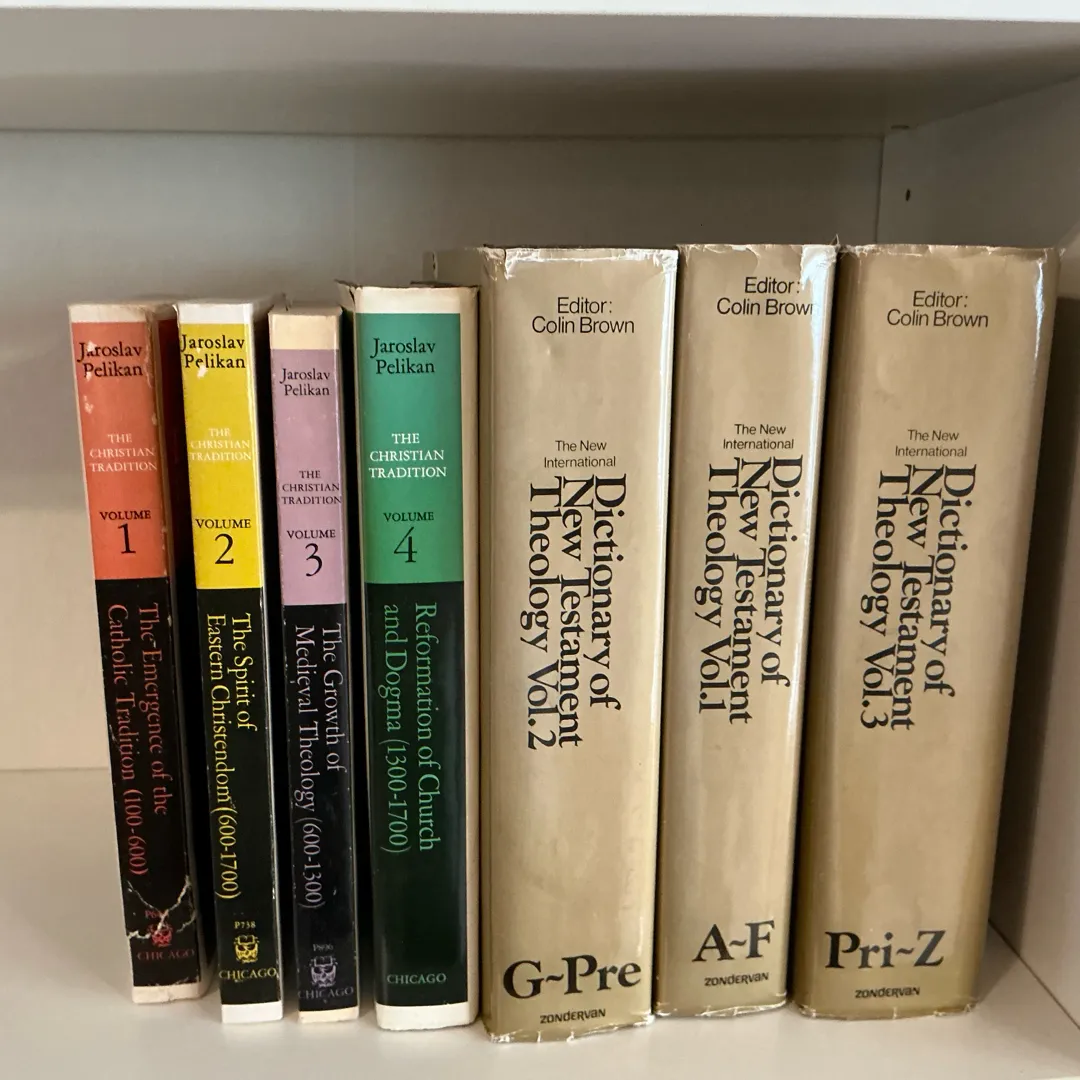 Jaroslav
Pelikan
THE
CHRISTIAN
TRADITION
VOLUME
1
The Emergence of the
Catholic Tradition (100-600)
CHICAGO
Jaroslav
Pelikan
THE
CHRISTIAN
TRADITION
VOLUME
2
The Spirit of
Eastern Christendom (600-1700)
P738
CHICAGO
Jaroslav
Pelikan
THE
CHRISTIAN
TRADITION
VOLUME
3
The Growth of
Medieval Theology (600-1300)
CHICAGO
Jaroslav
Pelikan
THE
CHRISTIAN
TRADITION
VOLUME
4
Reformation of Church
and Dogma (1300-1700)
CHICAGO
Editor:
Colin Brown
The New
International
Dictionary of
New Testament
Theology Vol.2
G~Pre
ZONDERVAN
Editor:
Colin Brown
The New
International
Dictionary of
New Testament
Theology Vol.1
A~F
ZONDERVAN
Editor:
Colin Brown
The New
International
Dictionary of
New Testament
Theology Vol.3
Pri~Z
ZONDERVAN